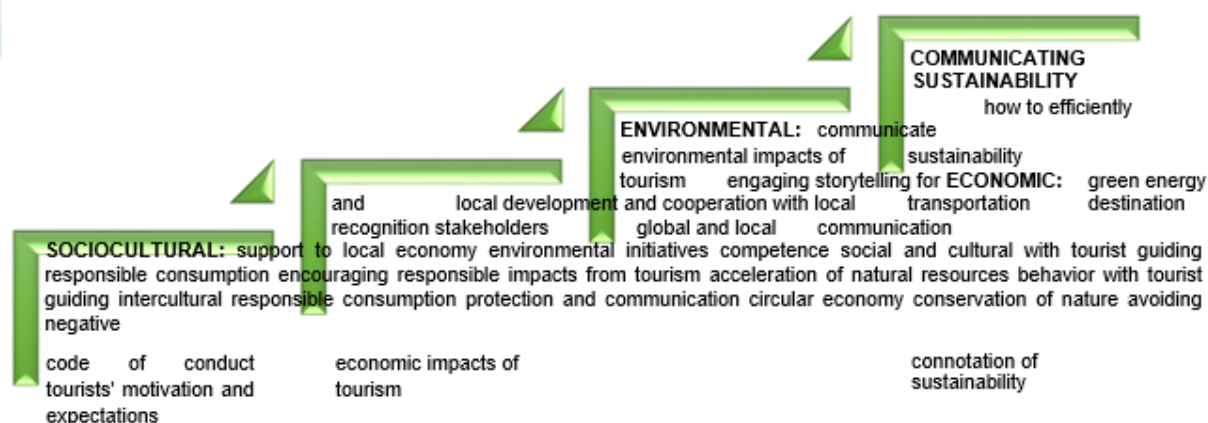 COMMUNICATING
SUSTAINABILITY
how to efficiently
ENVIRONMENTAL: communicate
environmental impacts of sustainability
tourism engaging storytelling for ECONOMIC: green energy
and local development and cooperation with local transportation destination
recognition stakeholders global and local communication
SOCIOCULTURAL: support to local economy environmental initiatives competence social and cultural with tourist guiding
responsible consumption encouraging responsible impacts from tourism acceleration of natural resources behavior with tourist
guiding intercultural responsible consumption protection and communication circular economy conservation of nature avoiding
negative
code of conduct economic impacts of connotation of
tourists' motivation and tourism sustainability
expectations